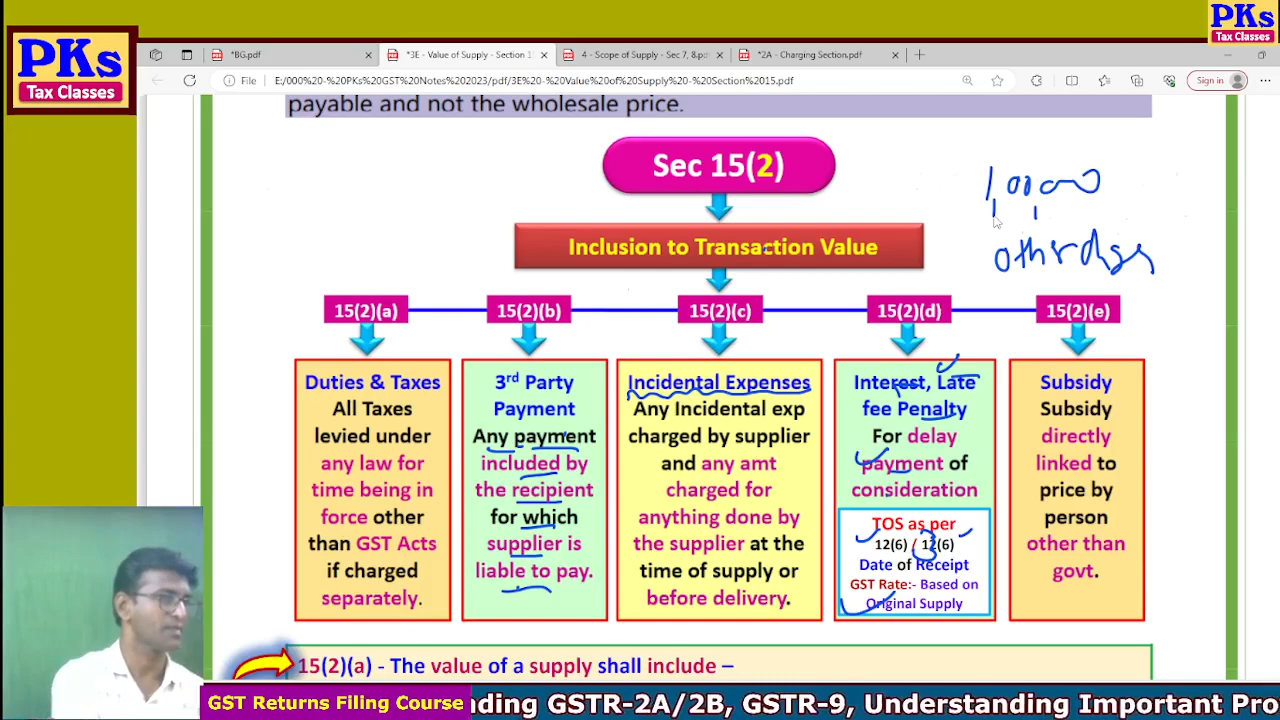 PKs
Tax Classes
PKs
Tax Classes
*BG.pdf
*3E - Value of Supply - Section 1
4 - Scope of Supply - Sec 7, 8.pd
*2A - Charging Section.pdf
File
E:/000%20-%20PKs%20GST%20Notes%202023/pdf/3E%20-%20Value%20of%20Supply%20-%20Section%2015.pdf
Sign in
payable and not the wholesale price.
Sec 15(2)
Inclusion to Transaction Value
15(2)(a)
15(2)(b)
15(2)(c)
15(2)(d)
15(2)(e)
Duties & Taxes
All Taxes
levied under
any law for
time being in
force other
than GST Acts
if charged
separately.
3rd Party
Payment
Any payment
included by
the recipient
for which
supplier is
liable to pay.
Incidental Expenses
Any Incidental exp
charged by supplier
and any amt
charged for
anything done by
the supplier at the
time of supply or
before delivery.
Interest, Late
fee Penalty
For delay
payment of
consideration
TOS as per
12(6) / 13(6)
Date of Receipt
GST Rate:- Based on
Original Supply
Subsidy
Subsidy
directly
linked to
price by
person
other than
govt.
15(2)(a) - The value of a supply shall include –
GST Returns Filing Course
nding GSTR-2A/2B, GSTR-9, Understanding Important Pro